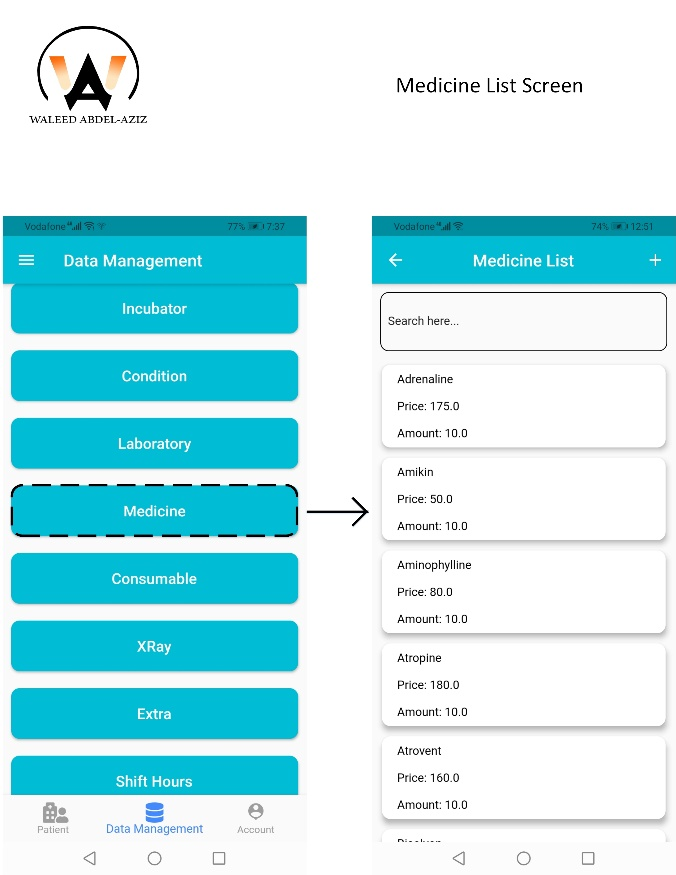 WALEED ABDEL-AZIZ
Medicine List Screen
Vodafone 77% 7:37
Data Management
Incubator
Condition
Laboratory
Medicine
Consumable
XRay
Extra
Shift Hours
Patient
Data Management
Account
Vodafone 74% 12:51
Medicine List
Search here...
Adrenaline
Price: 175.0
Amount: 10.0
Amikin
Price: 50.0
Amount: 10.0
Aminophylline
Price: 80.0
Amount: 10.0
Atropine
Price: 180.0
Amount: 10.0
Atrovent
Price: 160.0
Amount: 10.0